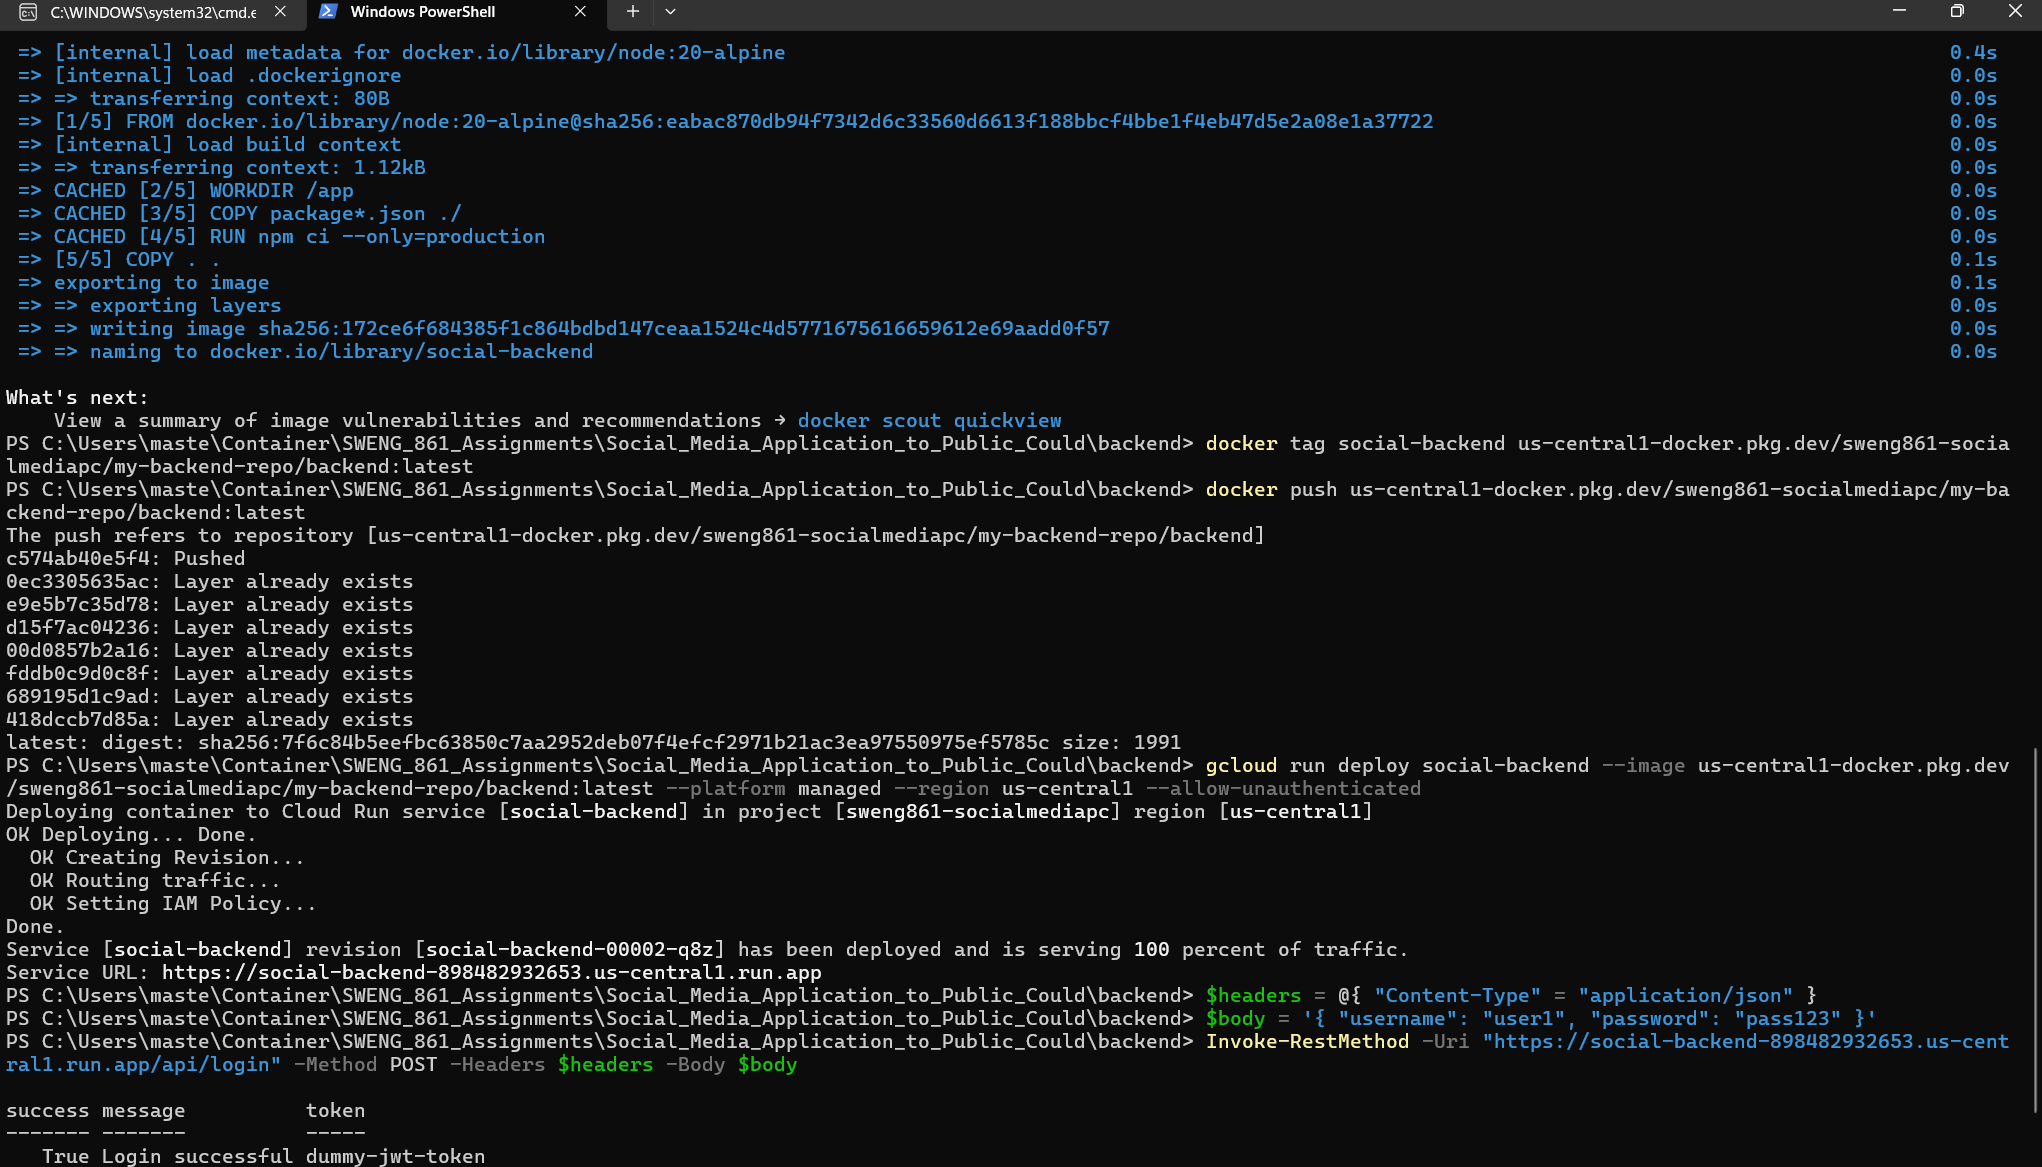 C:\WINDOWS\system32\cmd.e
Windows PowerShell
=> [internal] load metadata for docker.io/library/node:20-alpine 0.4s
=> [internal] load .dockerignore 0.0s
=> => transferring context: 80B 0.0s
=> [1/5] FROM docker.io/library/node:20-alpine@sha256:eabac870db94f7342d6c33560d6613f188bbcf4bbe1f4eb47d5e2a08e1a37722 0.0s
=> [internal] load build context 0.0s
=> => transferring context: 1.12kB 0.0s
=> CACHED [2/5] WORKDIR /app 0.0s
=> CACHED [3/5] COPY package*.json ./ 0.0s
=> CACHED [4/5] RUN npm ci --only=production 0.0s
=> [5/5] COPY . . 0.1s
=> exporting to image 0.1s
=> => exporting layers 0.0s
=> => writing image sha256:172ce6f684385f1c864bdbd147ceaa1524c4d5771675616659612e69aadd0f57 0.0s
=> => naming to docker.io/library/social-backend 0.0s
What's next:
View a summary of image vulnerabilities and recommendations → docker scout quickview
PS C:\Users\maste\Container\SWENG_861_Assignments\Social_Media_Application_to_Public_Could\backend> docker tag social-backend us-central1-docker.pkg.dev/sweng861-socia
lmediapc/my-backend-repo/backend:latest
PS C:\Users\maste\Container\SWENG_861_Assignments\Social_Media_Application_to_Public_Could\backend> docker push us-central1-docker.pkg.dev/sweng861-socialmediapc/my-ba
ckend-repo/backend:latest
The push refers to repository [us-central1-docker.pkg.dev/sweng861-socialmediapc/my-backend-repo/backend]
c574ab40e5f4: Pushed
0ec3305635ac: Layer already exists
e9e5b7c35d78: Layer already exists
d15f7ac04236: Layer already exists
00d0857b2a16: Layer already exists
fddb0c9d0c8f: Layer already exists
689195d1c9ad: Layer already exists
418dccb7d85a: Layer already exists
latest: digest: sha256:7f6c84b5eefbc63850c7aa2952deb07f4efcf2971b21ac3ea97550975ef5785c size: 1991
PS C:\Users\maste\Container\SWENG_861_Assignments\Social_Media_Application_to_Public_Could\backend> gcloud run deploy social-backend --image us-central1-docker.pkg.dev
/sweng861-socialmediapc/my-backend-repo/backend:latest --platform managed --region us-central1 --allow-unauthenticated
Deploying container to Cloud Run service [social-backend] in project [sweng861-socialmediapc] region [us-central1]
OK Deploying... Done.
OK Creating Revision...
OK Routing traffic...
OK Setting IAM Policy...
Done.
Service [social-backend] revision [social-backend-00002-q8z] has been deployed and is serving 100 percent of traffic.
Service URL: https://social-backend-898482932653.us-central1.run.app
PS C:\Users\maste\Container\SWENG_861_Assignments\Social_Media_Application_to_Public_Could\backend> $headers = @{ "Content-Type" = "application/json" }
PS C:\Users\maste\Container\SWENG_861_Assignments\Social_Media_Application_to_Public_Could\backend> $body = '{ "username": "user1", "password": "pass123" }'
PS C:\Users\maste\Container\SWENG_861_Assignments\Social_Media_Application_to_Public_Could\backend> Invoke-RestMethod -Uri "https://social-backend-898482932653.us-cent
ral1.run.app/api/login" -Method POST -Headers $headers -Body $body
success message token
------- ------- -----
True Login successful dummy-jwt-token